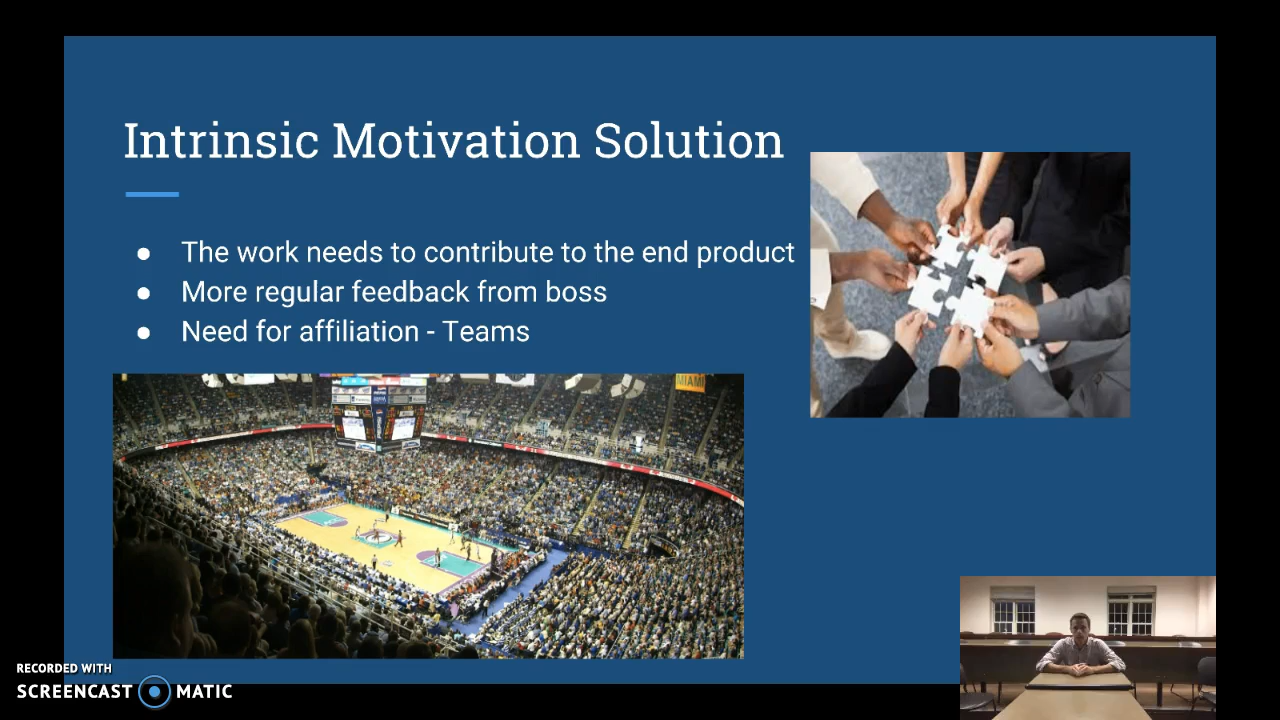 Intrinsic Motivation Solution
● The work needs to contribute to the end product
● More regular feedback from boss
● Need for affiliation - Teams
MIAMI
RECORDED WITH
SCREENCAST MATIC